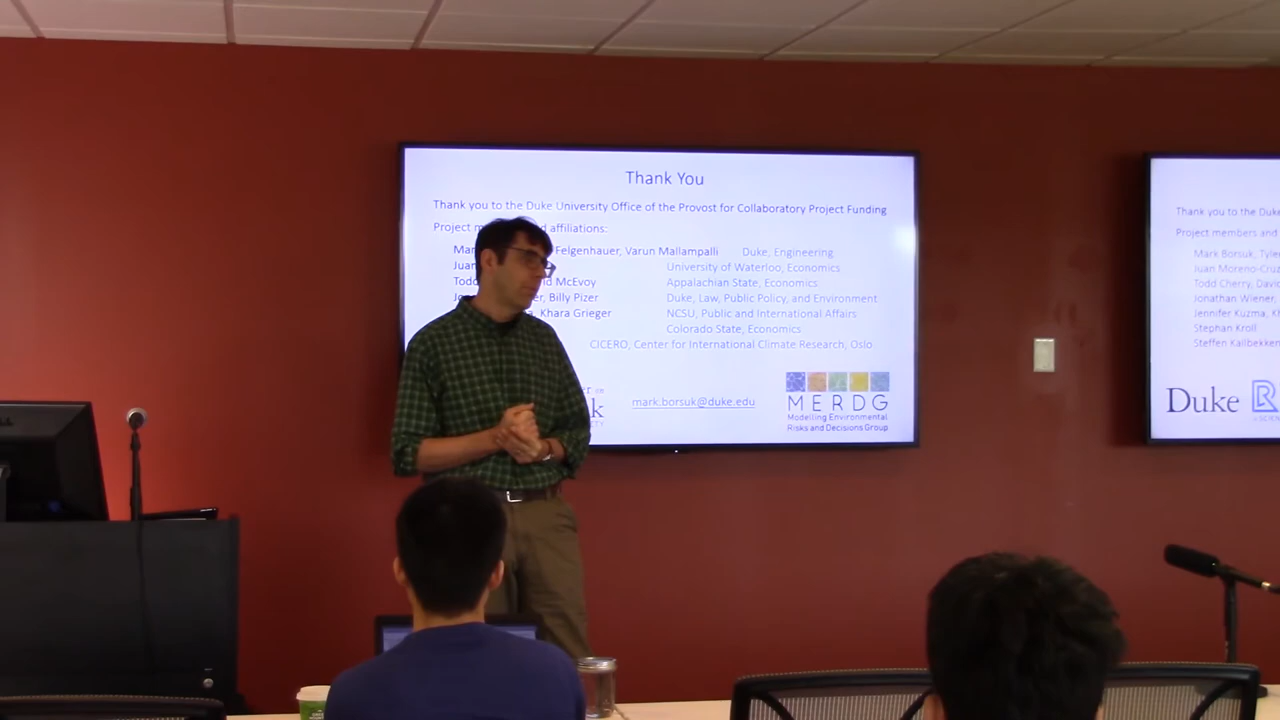 Thank You
Thank you to the Duke University Office of the Provost for Collaboratory Project Funding
Project affiliations:
Felgenhauer, Varun Mallampalli Duke, Engineering
Juan University of Waterloo, Economics
Todd McEvoy Appalachian State, Economics
Billy Pizer Duke, Law, Public Policy, and Environment
Khara Grieger NCSU, Public and International Affairs
Colorado State, Economics
CICERO, Center for International Climate Research, Oslo
mark.borsuk@duke.edu
MERDG
Modelling Environmental
Risks and Decisions Group
Thank you to the Duke
Project members and
Mark Borsuk, Tyler
Juan Moreno-Cruz
Todd Cherry, David
Jonathan Wiener,
Jennifer Kuzma, Kh
Stephan Kroll
Steffen Kallbekken
Duke R